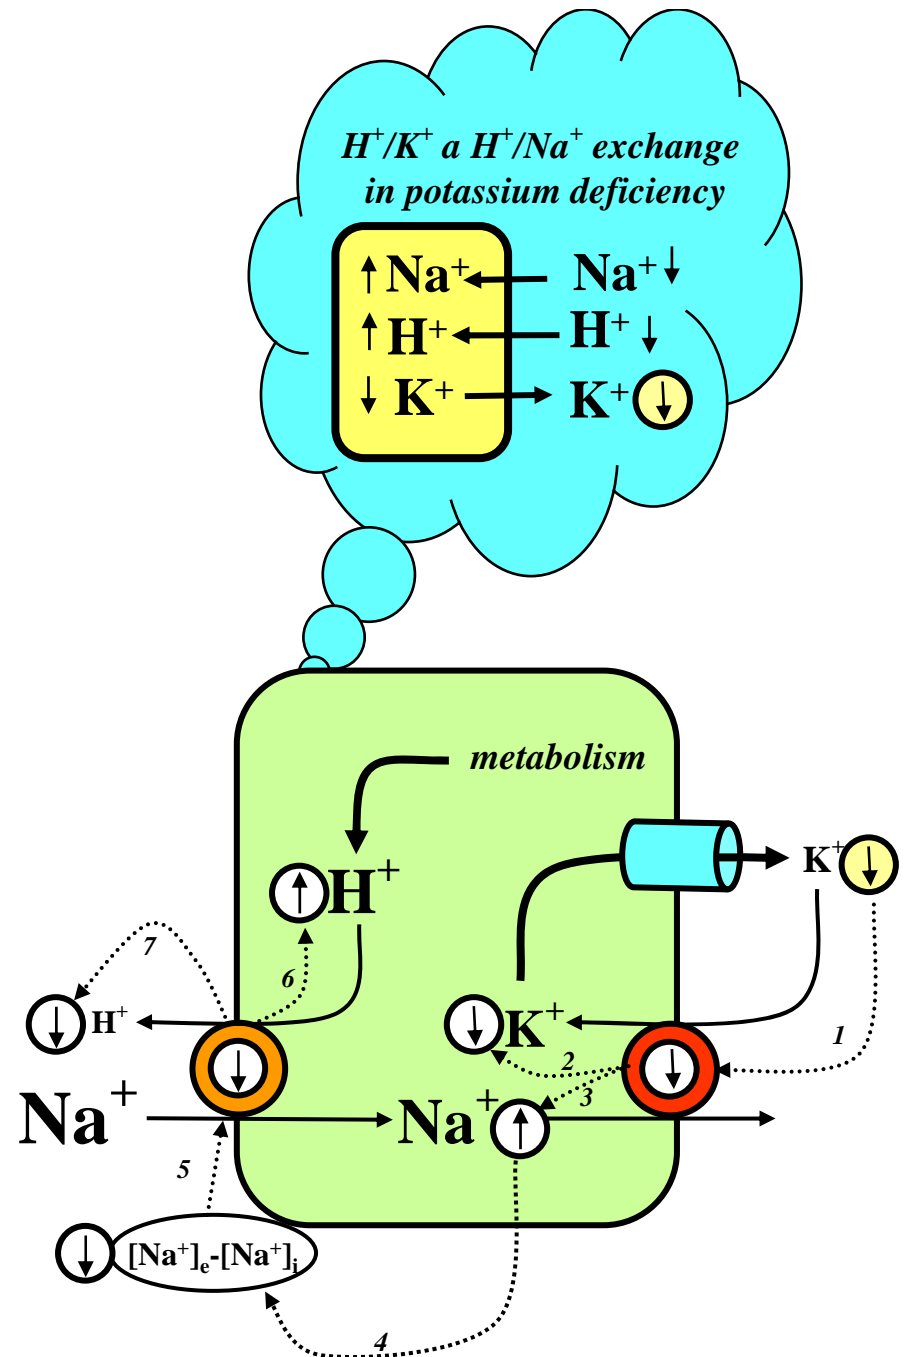 H⁺/K⁺ a H⁺/Na⁺ exchange
in potassium deficiency
↑ Na⁺ ← Na⁺ ↓
↑ H⁺ ← H⁺ ↓
↓ K⁺ → K⁺ ↓
metabolism
K⁺ ↓
↑ H⁺
7
6
↓ H⁺
↓ K⁺
1
2
3
Na⁺
Na⁺ ↑
5
↓ [Na⁺]ₑ-[Na⁺]ᵢ
4